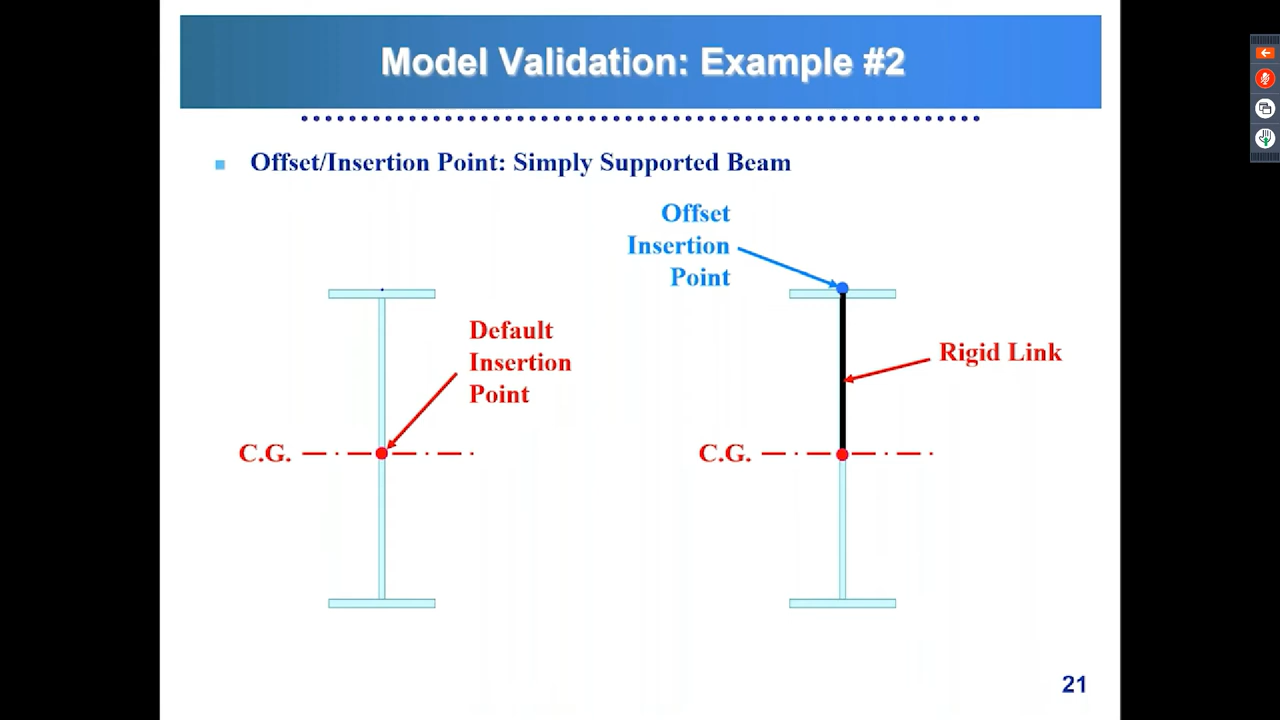 Model Validation: Example #2
Offset/Insertion Point: Simply Supported Beam
Offset
Insertion
Point
Default
Insertion
Point
Rigid Link
C.G.
C.G.
21